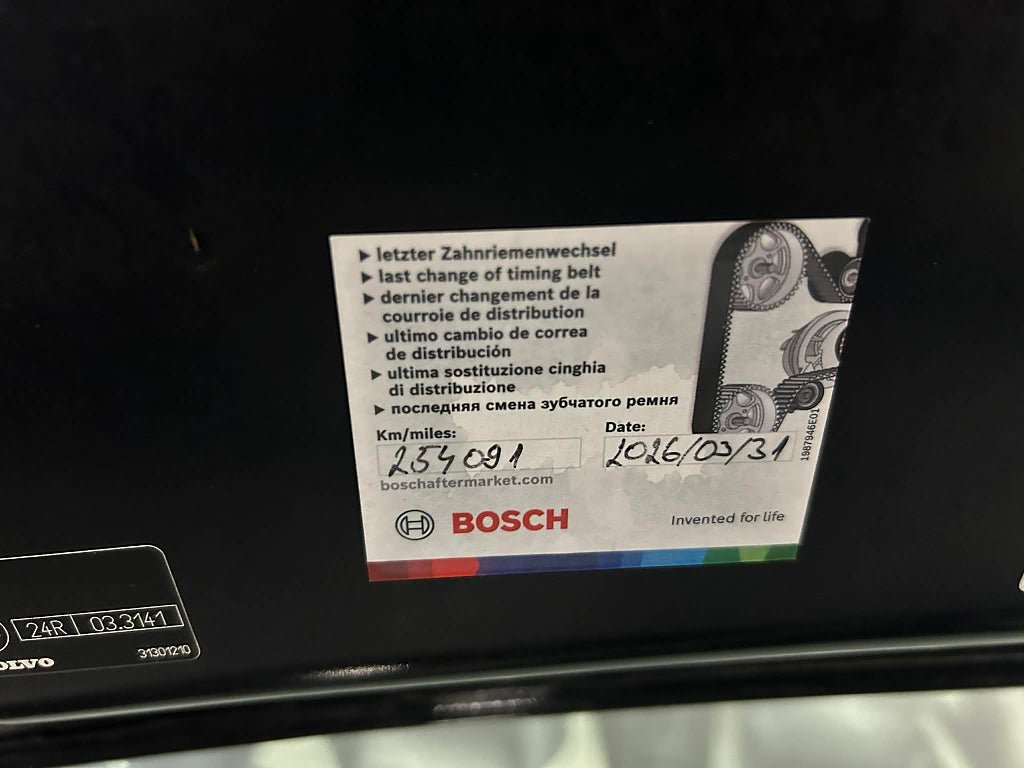 ▶ letzter Zahnriemenwechsel
▶ last change of timing belt
▶ dernier changement de la
courroie de distribution
▶ ultimo cambio de correa
de distribución
▶ ultima sostituzione cinghia
di distribuzione
▶ последняя смена зубчатого ремня
Km/miles:
254091
Date:
2026/03/31
1987946E01
boschaftermarket.com
BOSCH
Invented for life
24R 03.3141
31301210
OLVO